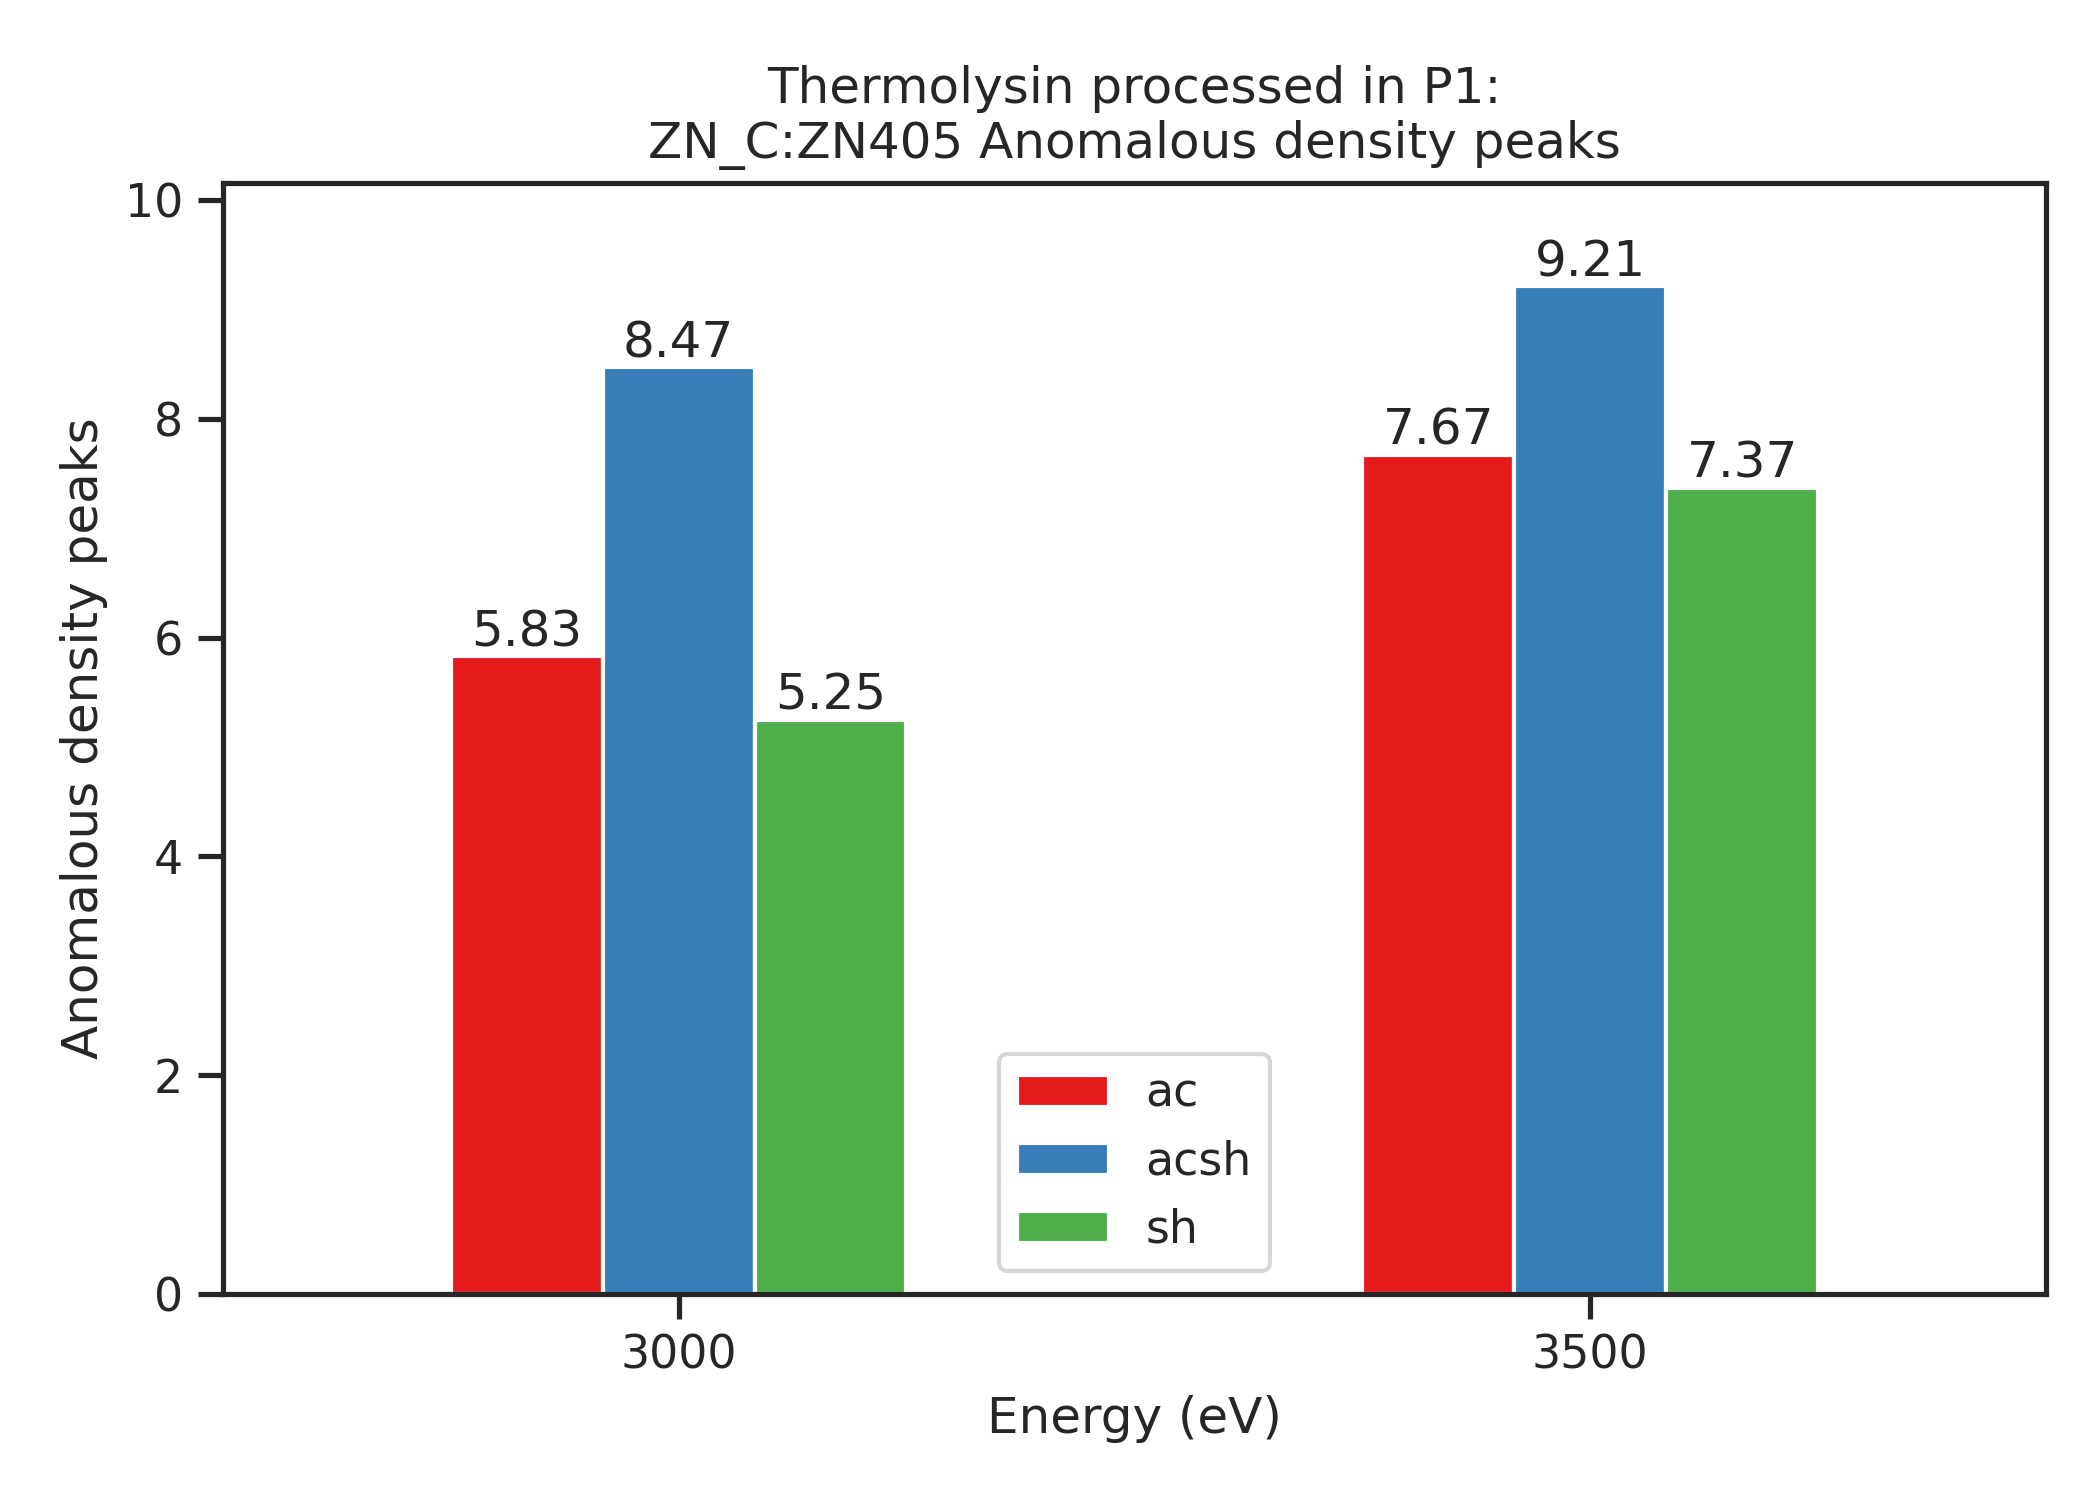 Thermolysin processed in P1:
ZN_C:ZN405 Anomalous density peaks
Anomalous density peaks
10
8
6
4
2
0
5.83
8.47
5.25
7.67
9.21
7.37
ac
acsh
sh
3000
3500
Energy (eV)